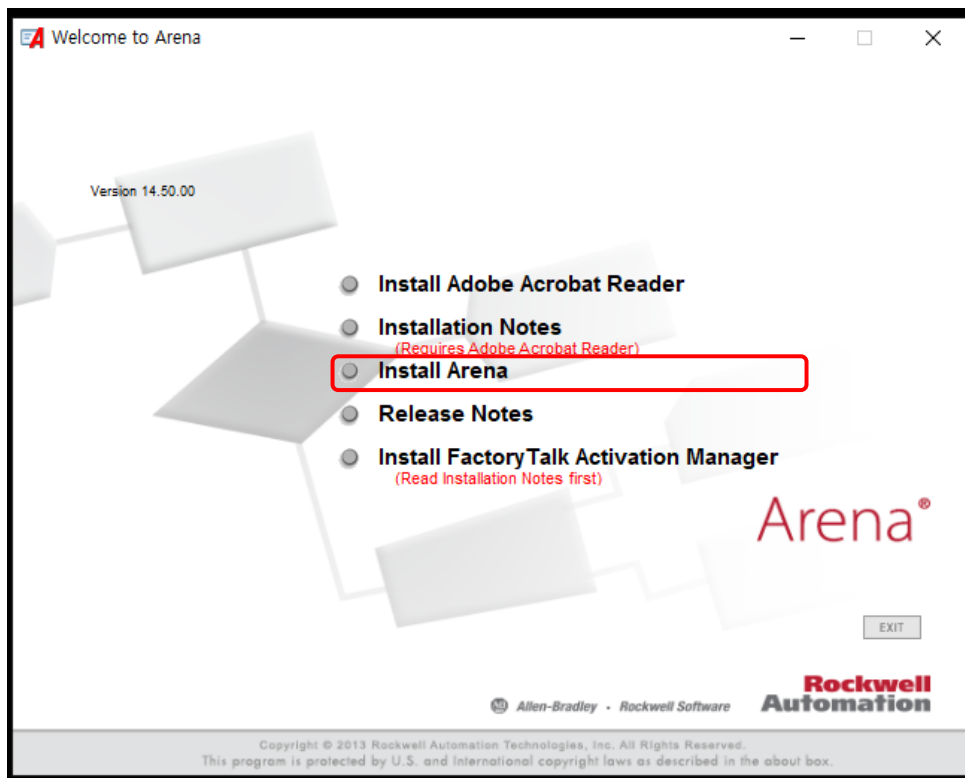 Welcome to Arena
Version 14.50.00
Install Adobe Acrobat Reader
Installation Notes
(Requires Adobe Acrobat Reader)
Install Arena
Release Notes
Install FactoryTalk Activation Manager
(Read Installation Notes first)
Arena®
EXIT
Allen-Bradley • Rockwell Software
Rockwell
Automation
Copyright © 2013 Rockwell Automation Technologies, Inc. All Rights Reserved.
This program is protected by U.S. and International copyright laws as described in the about box.